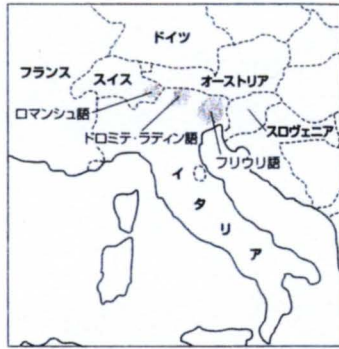 ドイツ
フランス
スイス
オーストリア
ロマンシュ語
ドロミテ・ラディン語
スロヴェニア
フリウリ語
イタリア